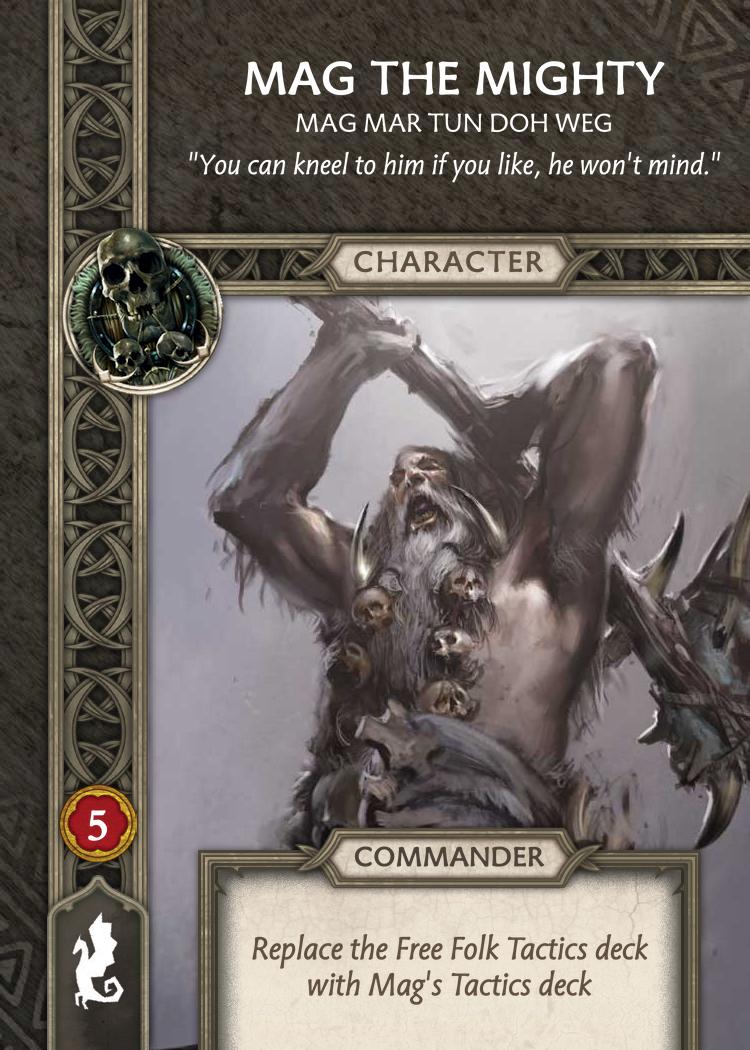 MAG THE MIGHTY
MAG MAR TUN DOH WEG
"You can kneel to him if you like, he won't mind."
CHARACTER
5
COMMANDER
Replace the Free Folk Tactics deck
with Mag's Tactics deck